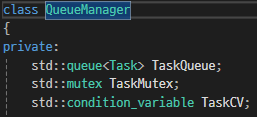 class QueueManager
{
private:
    std::queue<Task> TaskQueue;
    std::mutex TaskMutex;
    std::condition_variable TaskCV;